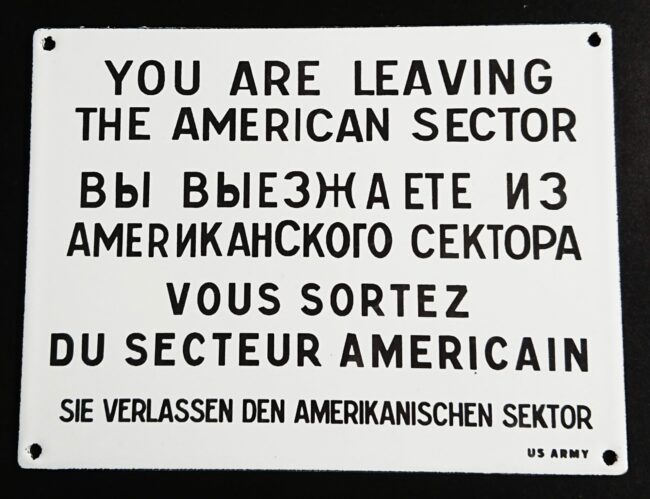 YOU ARE LEAVING
THE AMERICAN SECTOR
ВЫ ВЫЕЗЖАЕТЕ ИЗ
АМЕRИКАНСКОГО СЕКТОРА
VOUS SORTEZ
DU SECTEUR AMERICAIN
SIE VERLASSEN DEN AMERIKANISCHEN SEKTOR
US ARMY